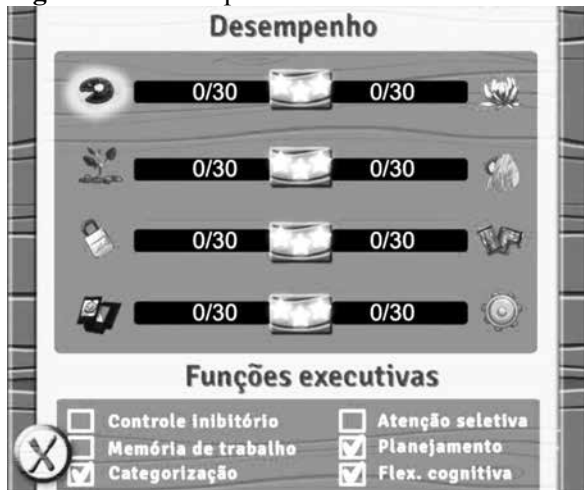 Desempenho
0/30 0/30
0/30 0/30
0/30 0/30
0/30 0/30
Funções executivas
Controle inibitório Atenção seletiva
Memória de trabalho Planejamento
Categorização Flex. cognitiva